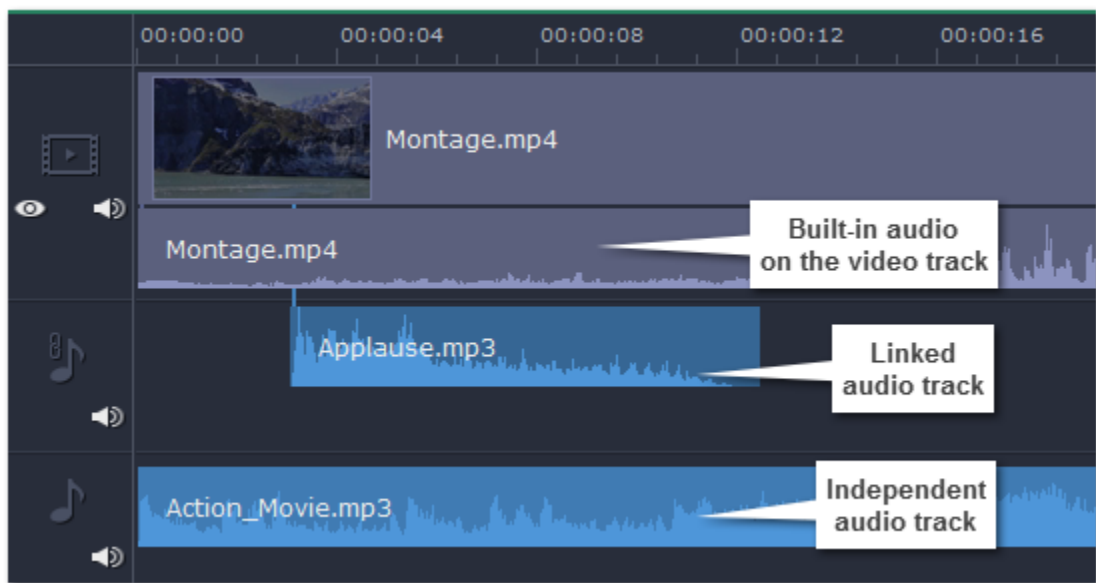 00:00:00 00:00:04 00:00:08 00:00:12 00:00:16
Montage.mp4
Montage.mp4
Built-in audio
on the video track
Applause.mp3
Linked
audio track
Action_Movie.mp3
Independent
audio track